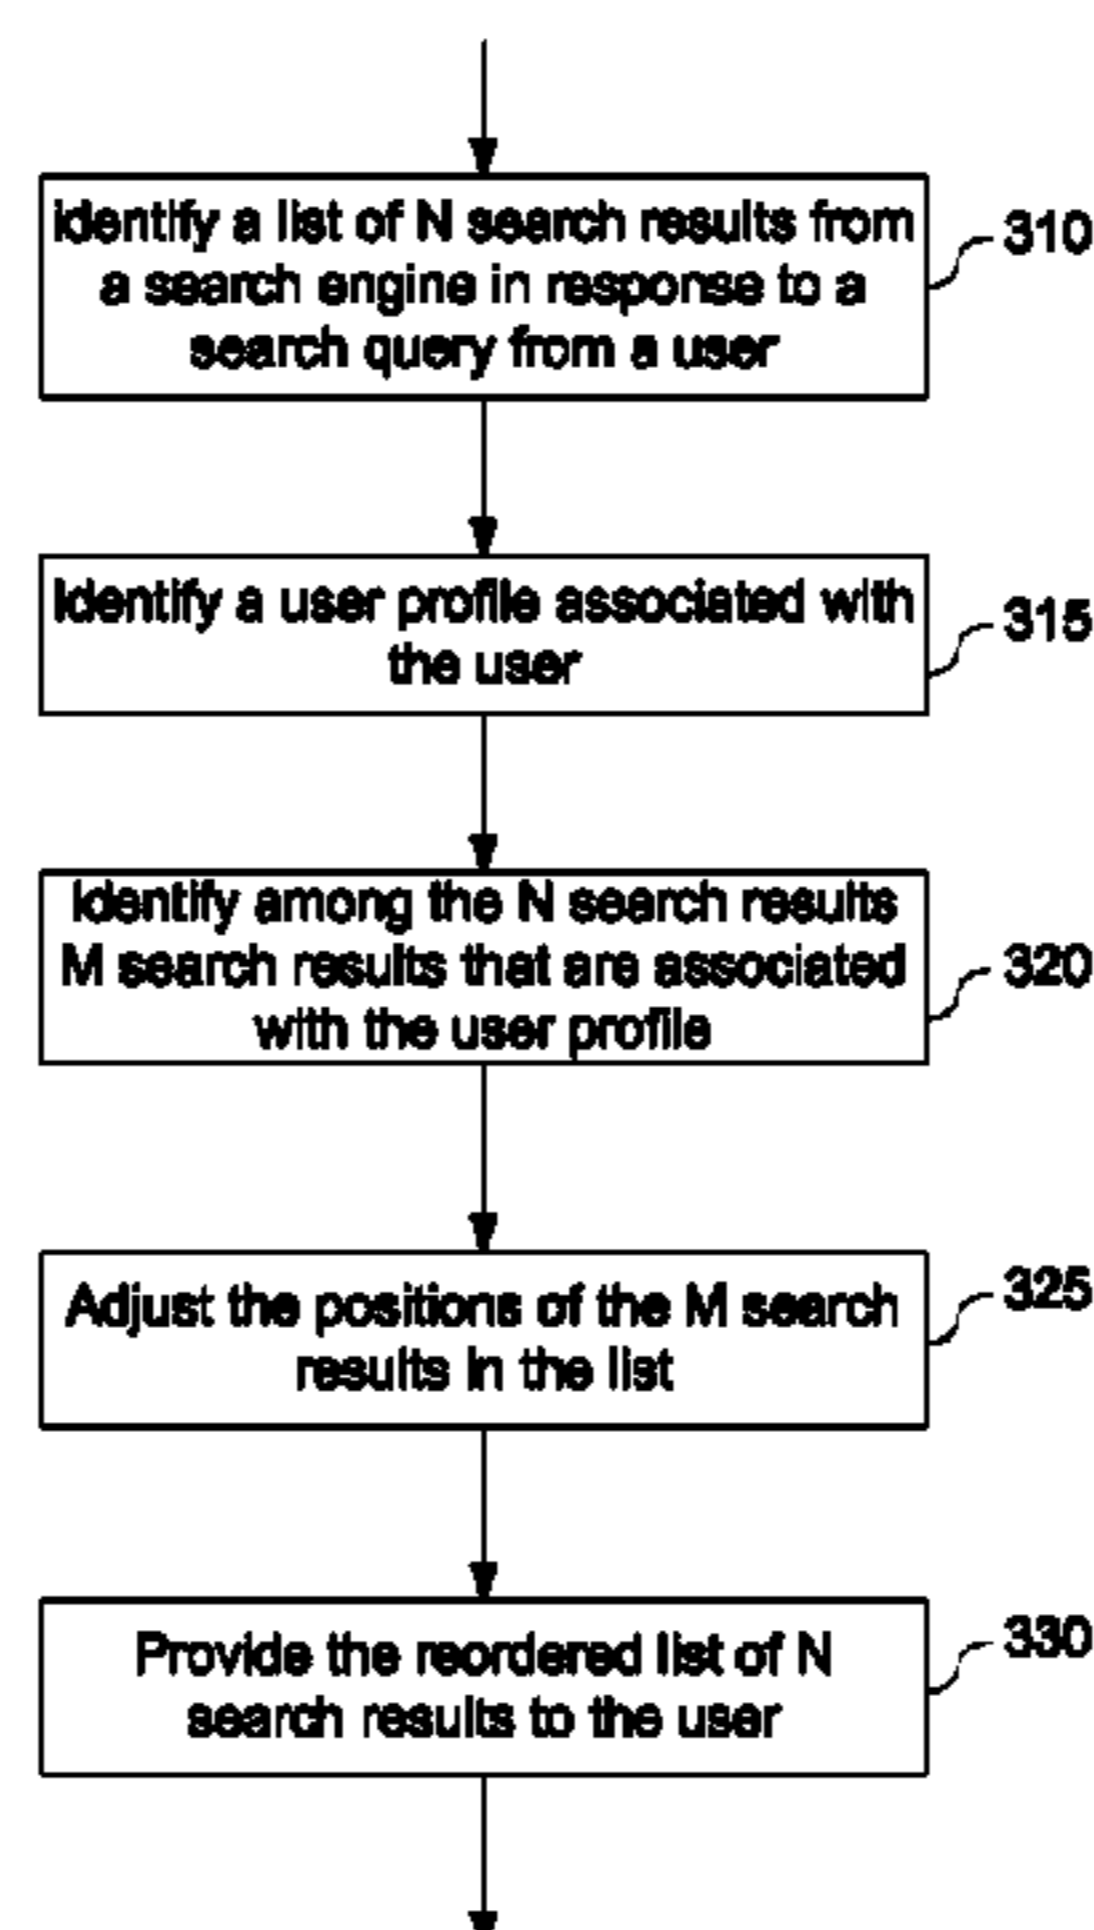 identify a list of N search results from
a search engine in response to a
search query from a user
310
Identify a user profile associated with
the user
315
Identify among the N search results
M search results that are associated
with the user profile
320
Adjust the positions of the M search
results in the list
325
Provide the reordered list of N
search results to the user
330